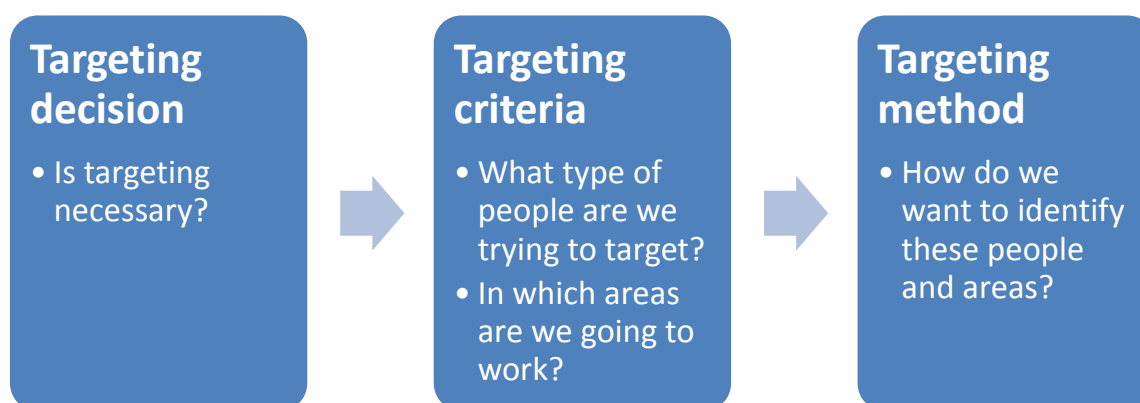 Targeting
decision
• Is targeting
necessary?
Targeting
criteria
• What type of
people are we
trying to target?
• In which areas
are we going to
work?
Targeting
method
• How do we
want to identify
these people
and areas?